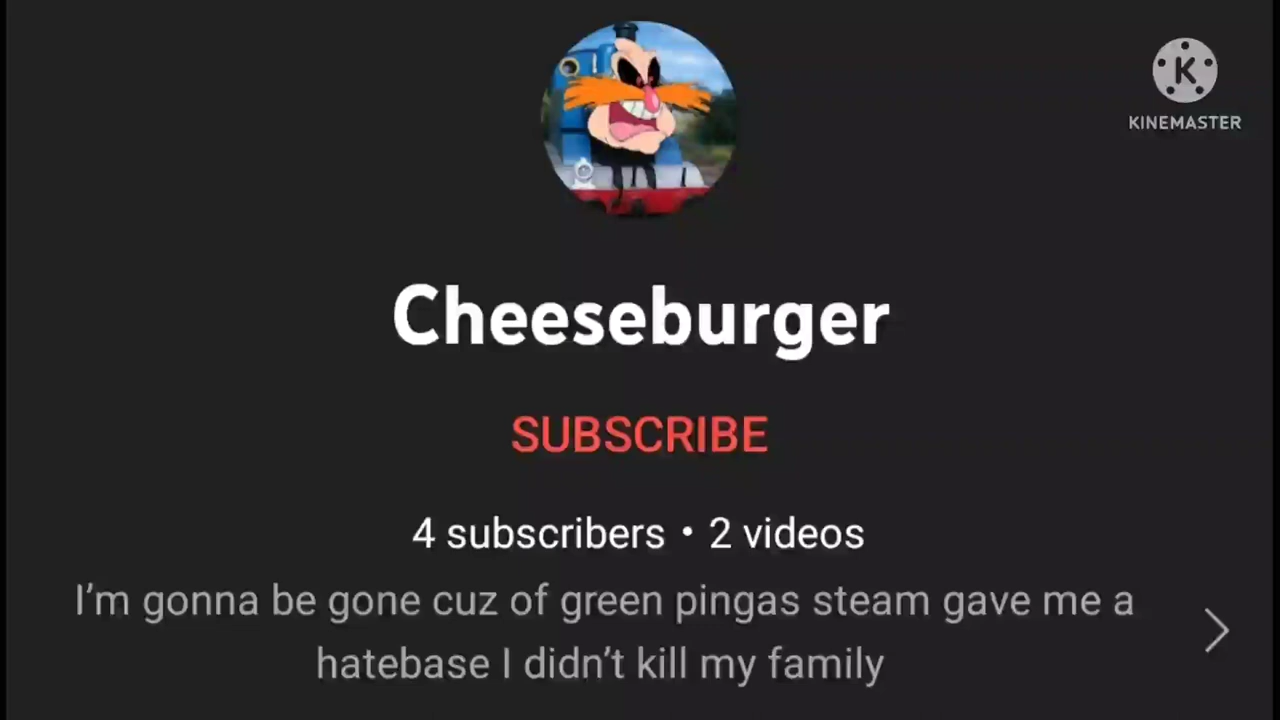 K
KINEMASTER
Cheeseburger
SUBSCRIBE
4 subscribers • 2 videos
I’m gonna be gone cuz of green pingas steam gave me a
hatebase I didn’t kill my family